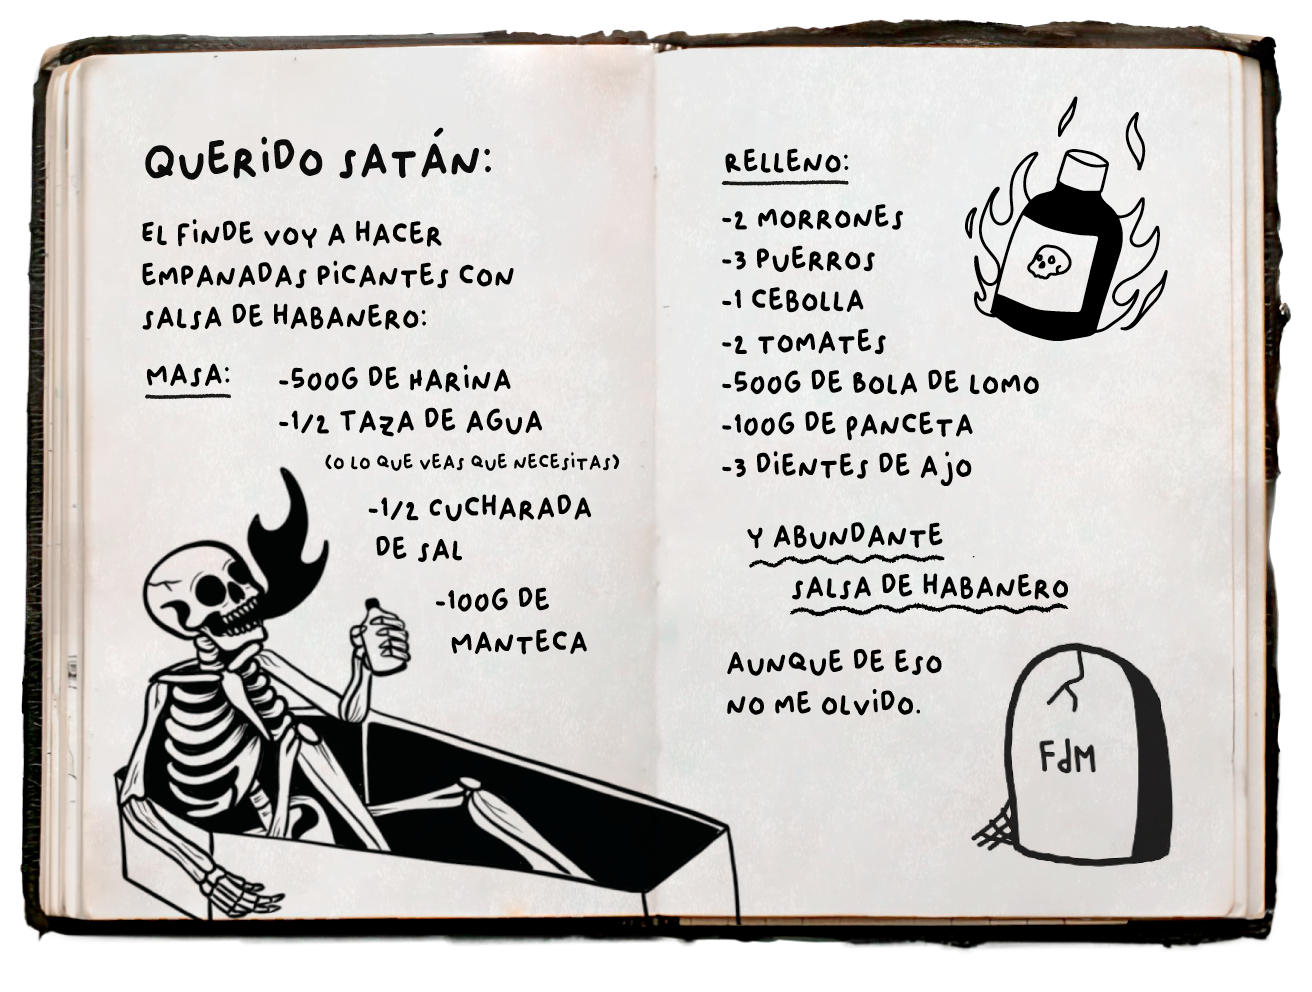 QUERIDO SATÁN:
EL FINDE VOY A HACER
EMPANADAS PICANTES CON
SALSA DE HABANERO:
MASA:
-500G DE HARINA
-1/2 TAZA DE AGUA
(O LO QUE VEAS QUE NECESITAS)
-1/2 CUCHARADA
DE SAL
-100G DE
MANTECA
RELLENO:
-2 MORRONES
-3 PUERROS
-1 CEBOLLA
-2 TOMATES
-500G DE BOLA DE LOMO
-100G DE PANCETA
-3 DIENTES DE AJO
Y ABUNDANTE
SALSA DE HABANERO
AUNQUE DE ESO
NO ME OLVIDO.
FdM